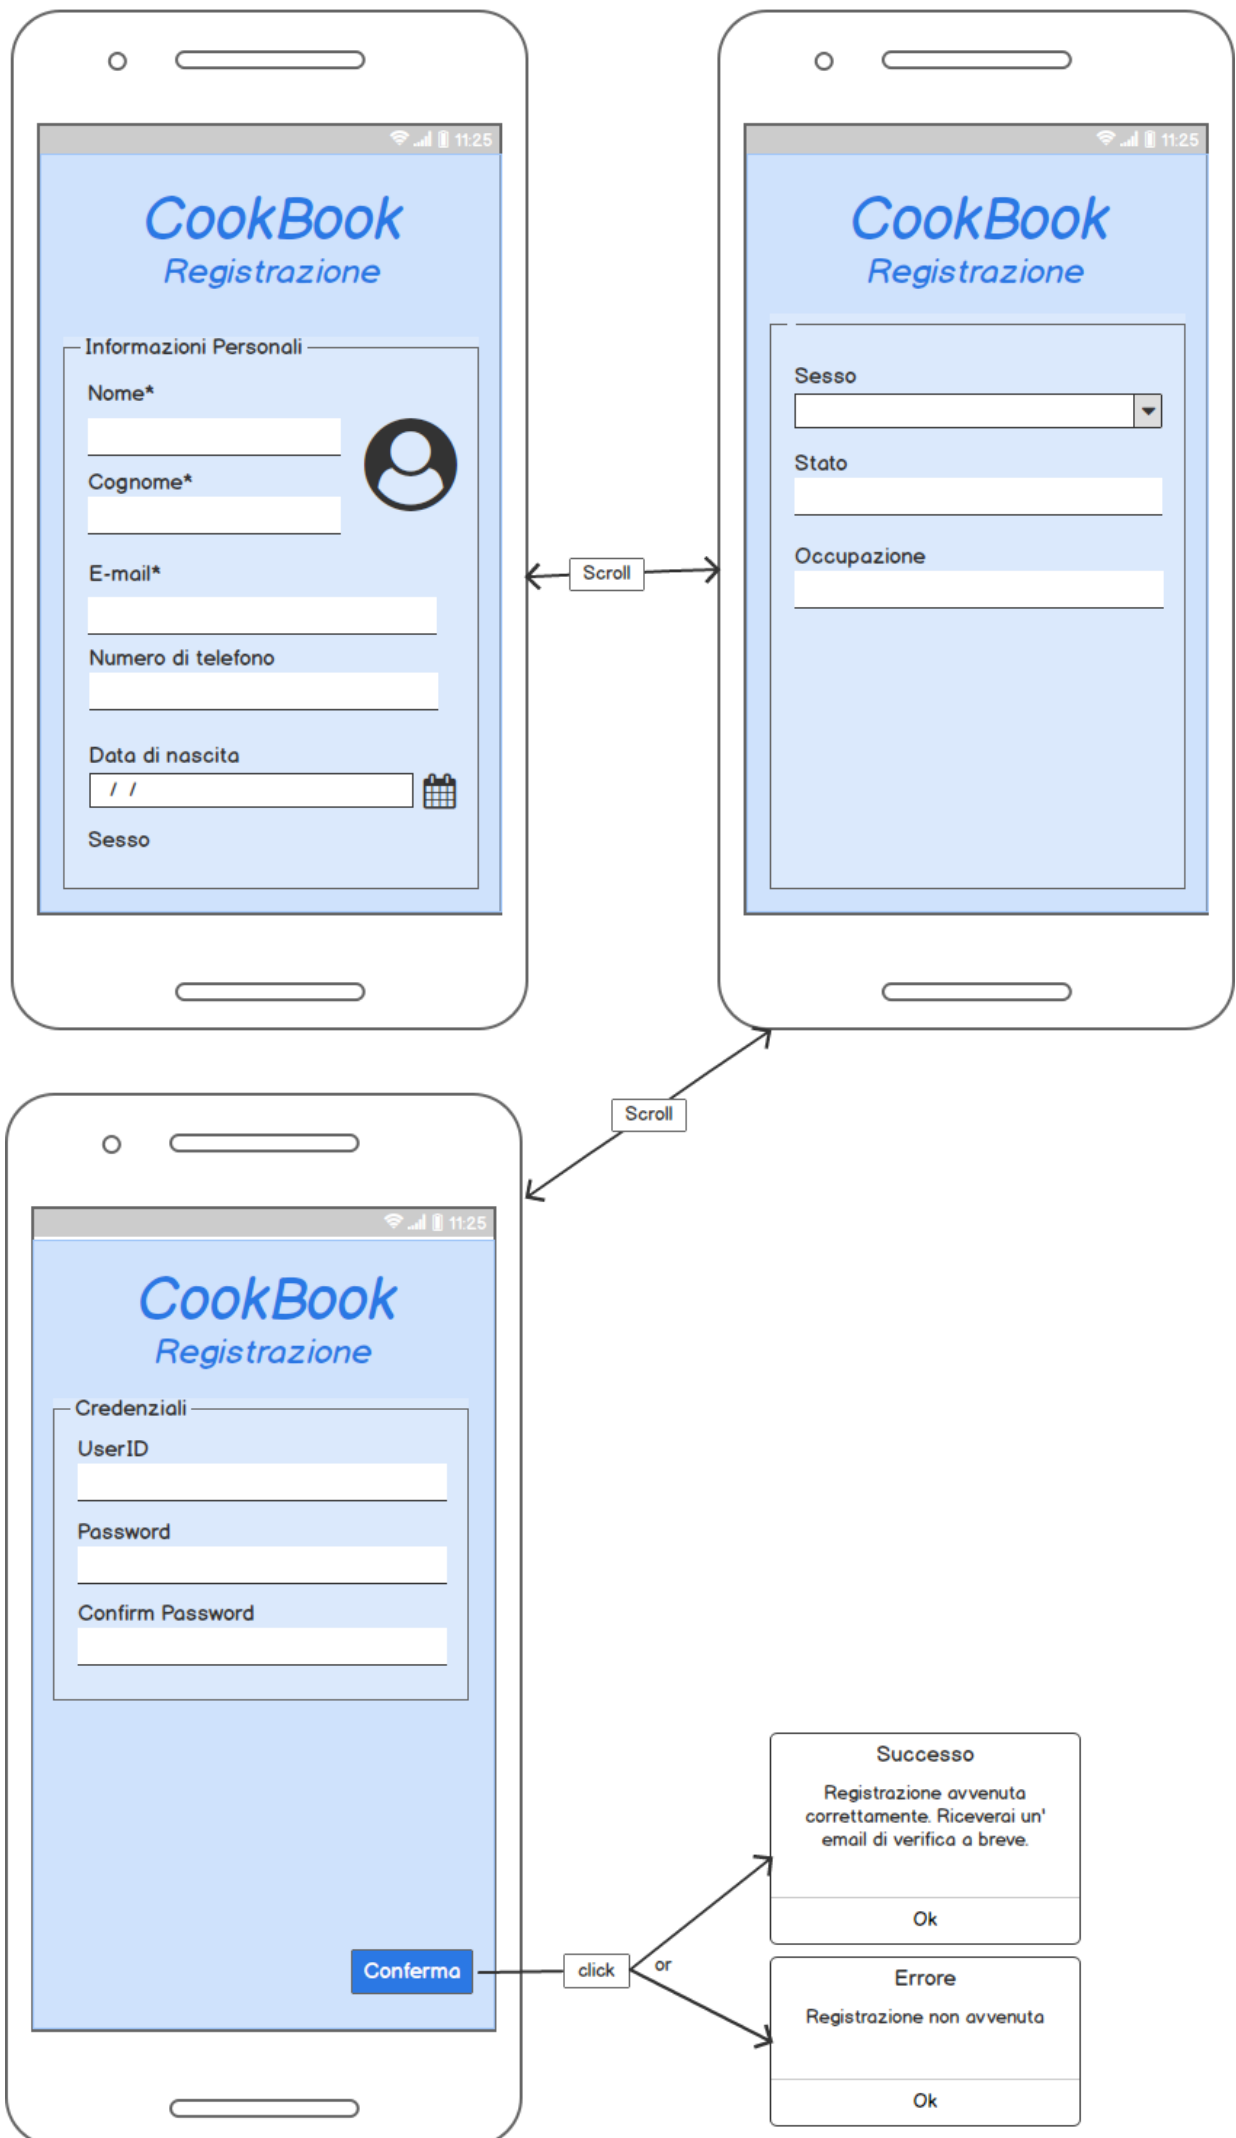 11:25
CookBook
Registrazione
Informazioni Personali
Nome*
Cognome*
E-mail*
Numero di telefono
Data di nascita
/ /
Sesso
Scroll
11:25
CookBook
Registrazione
Sesso
Stato
Occupazione
Scroll
11:25
CookBook
Registrazione
Credenziali
UserID
Password
Confirm Password
Conferma
click
or
Successo
Registrazione avvenuta
correttamente. Riceverai un'
email di verifica a breve.
Ok
Errore
Registrazione non avvenuta
Ok